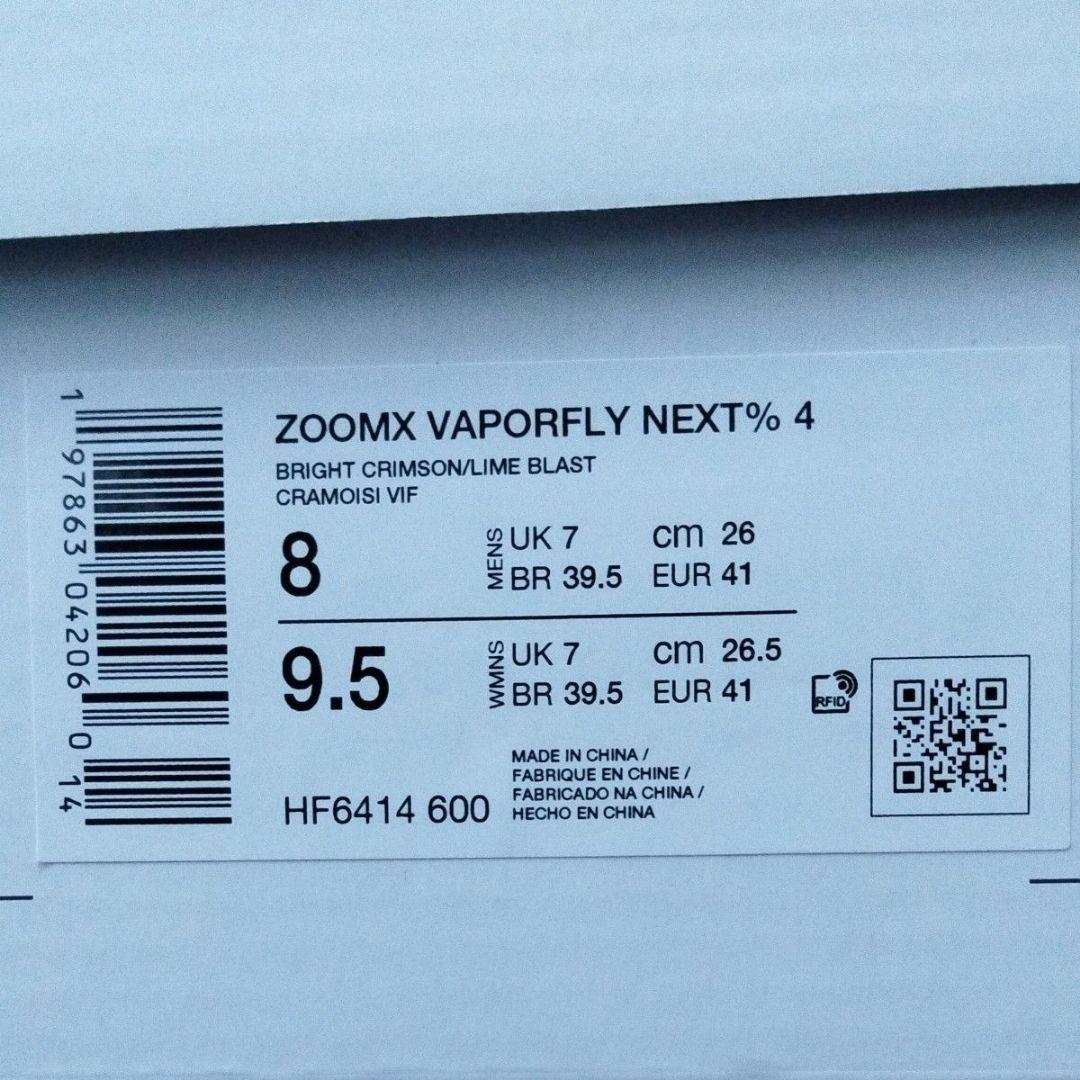 1 97863 04206 0 14
ZOOMX VAPORFLY NEXT% 4
BRIGHT CRIMSON/LIME BLAST
CRAMOISI VIF
8
MENS
UK 7 cm 26
BR 39.5 EUR 41
9.5
WMNS
UK 7 cm 26.5
BR 39.5 EUR 41
RFID
MADE IN CHINA /
FABRIQUE EN CHINE /
FABRICADO NA CHINA /
HECHO EN CHINA
HF6414 600